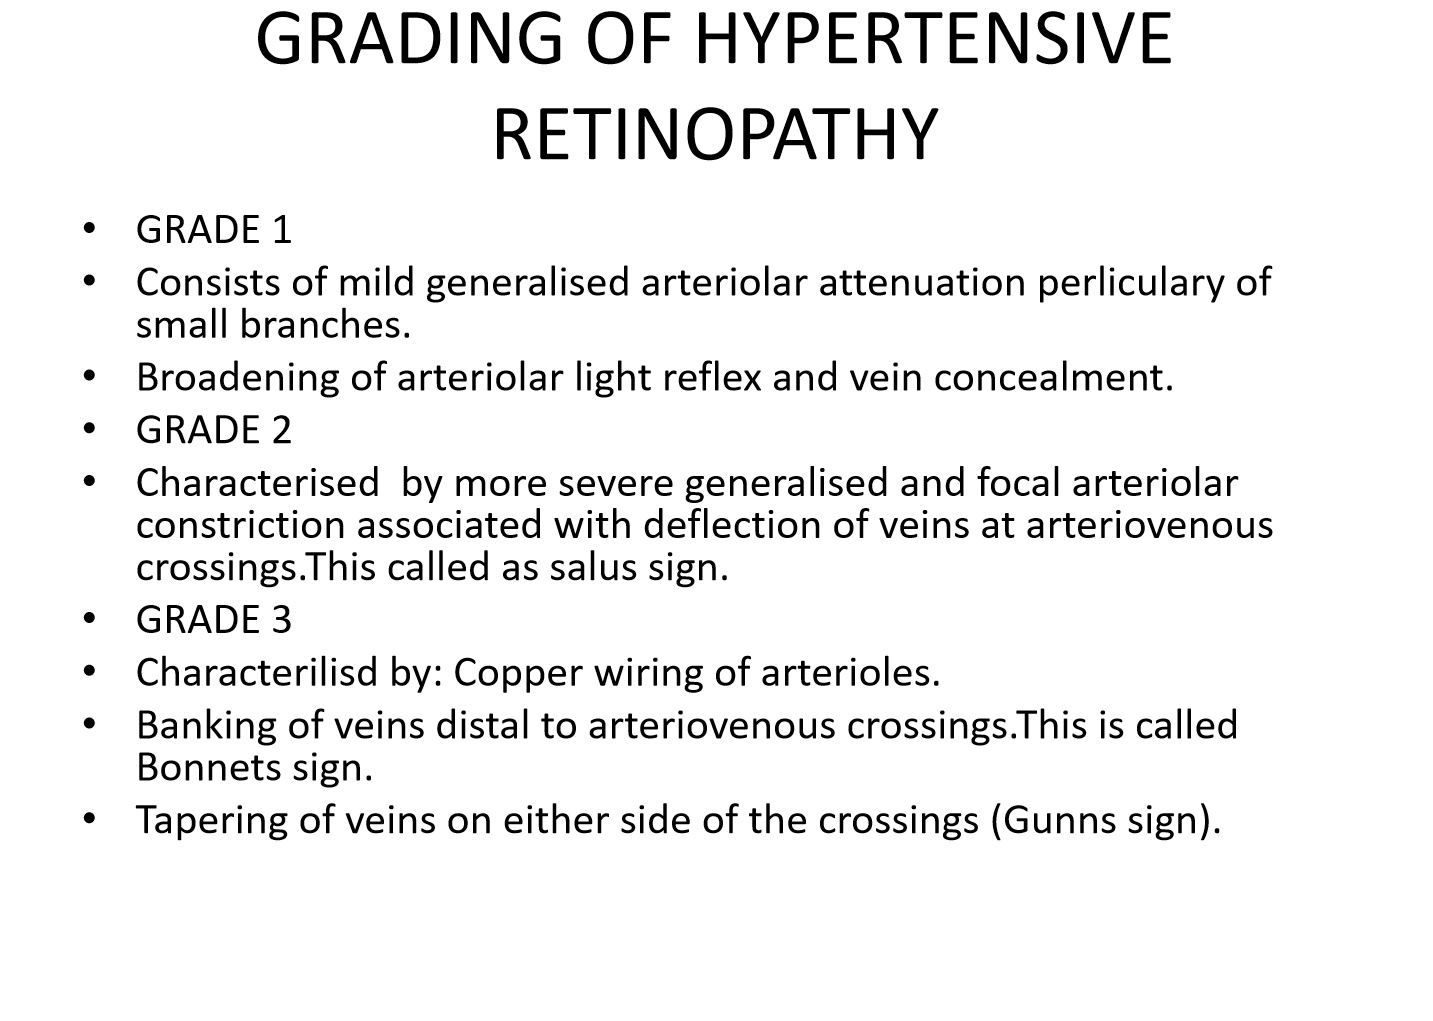 GRADING OF HYPERTENSIVE
RETINOPATHY
• GRADE 1
• Consists of mild generalised arteriolar attenuation perliculary of
small branches.
• Broadening of arteriolar light reflex and vein concealment.
• GRADE 2
• Characterised  by more severe generalised and focal arteriolar
constriction associated with deflection of veins at arteriovenous
crossings.This called as salus sign.
• GRADE 3
• Characterilisd by: Copper wiring of arterioles.
• Banking of veins distal to arteriovenous crossings.This is called
Bonnets sign.
• Tapering of veins on either side of the crossings (Gunns sign).